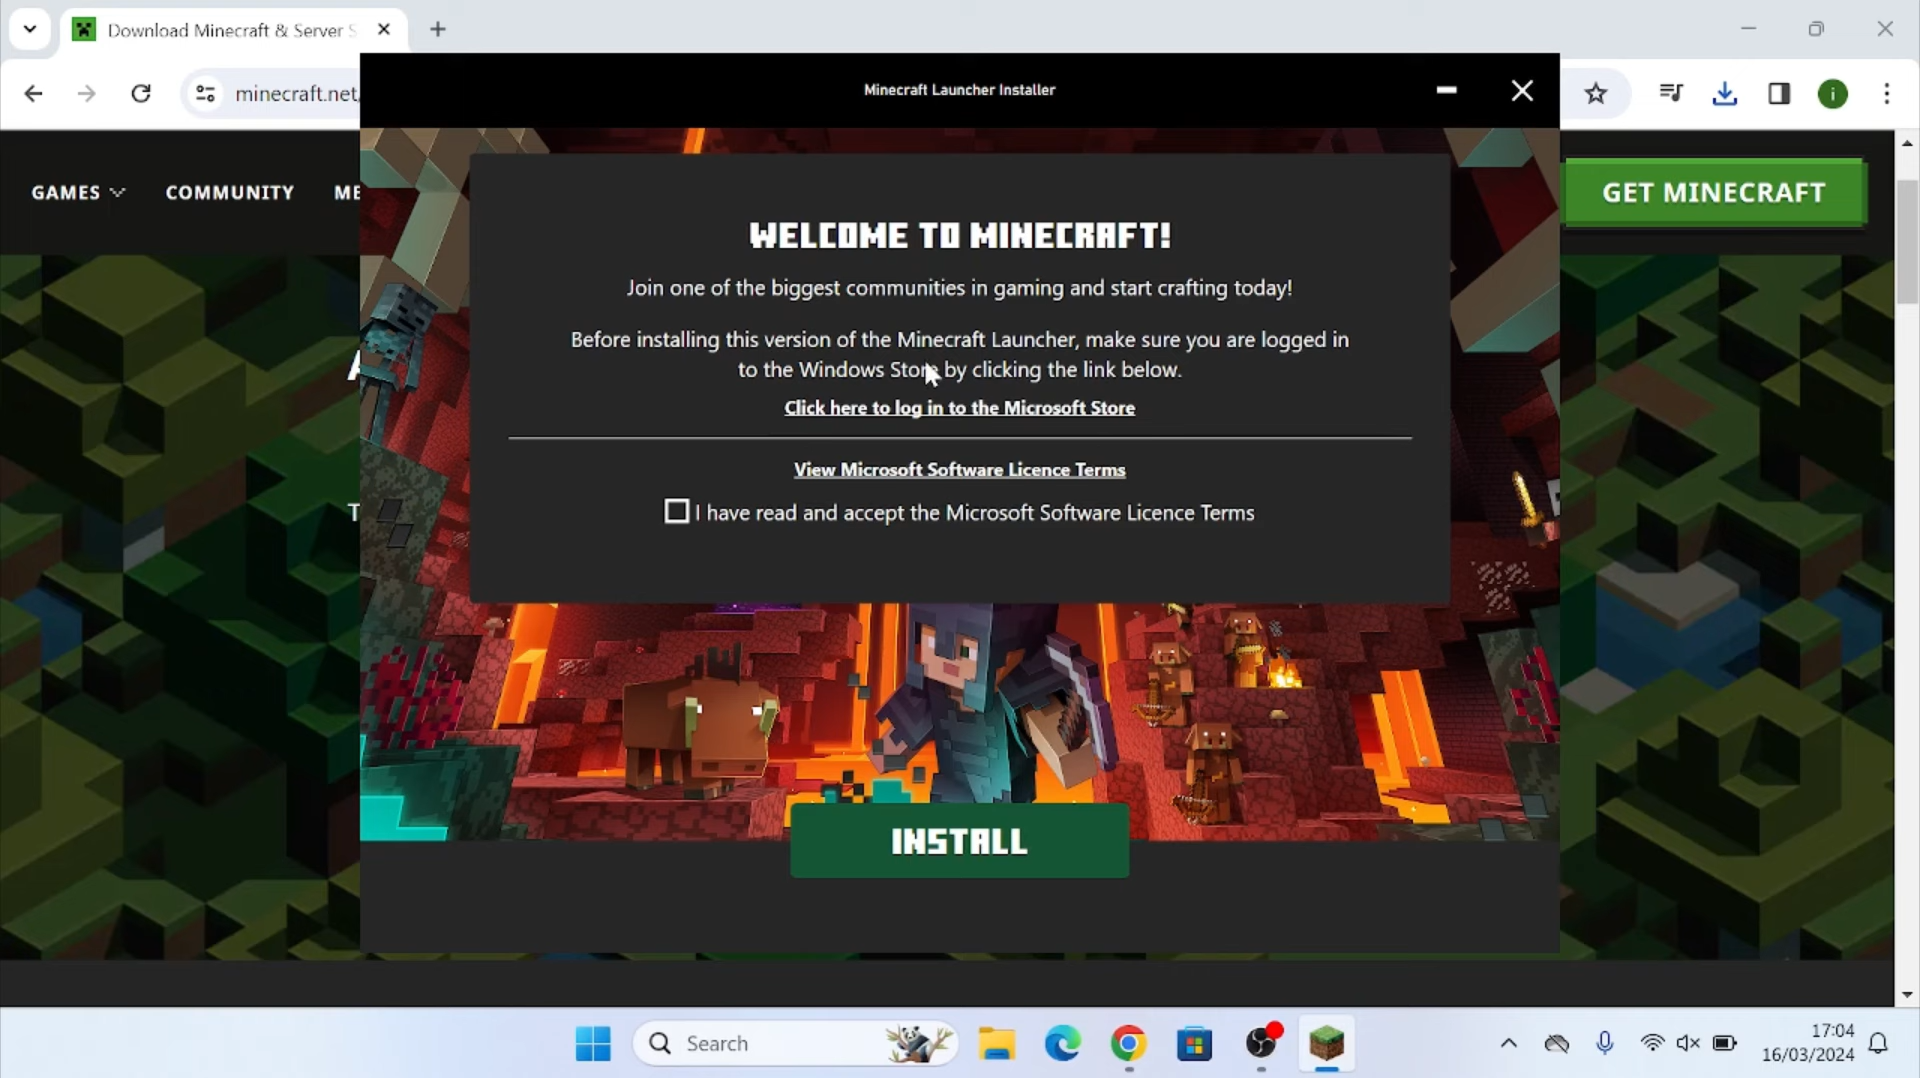 Download Minecraft & Server S
minecraft.net
Minecraft Launcher Installer
i
GAMES
COMMUNITY
ME
GET MINECRAFT
WELCOME TO MINECRAFT!
Join one of the biggest communities in gaming and start crafting today!
Before installing this version of the Minecraft Launcher, make sure you are logged in
to the Windows Store by clicking the link below.
Click here to log in to the Microsoft Store
View Microsoft Software Licence Terms
I have read and accept the Microsoft Software Licence Terms
A
T
INSTALL
Search
17:04
16/03/2024